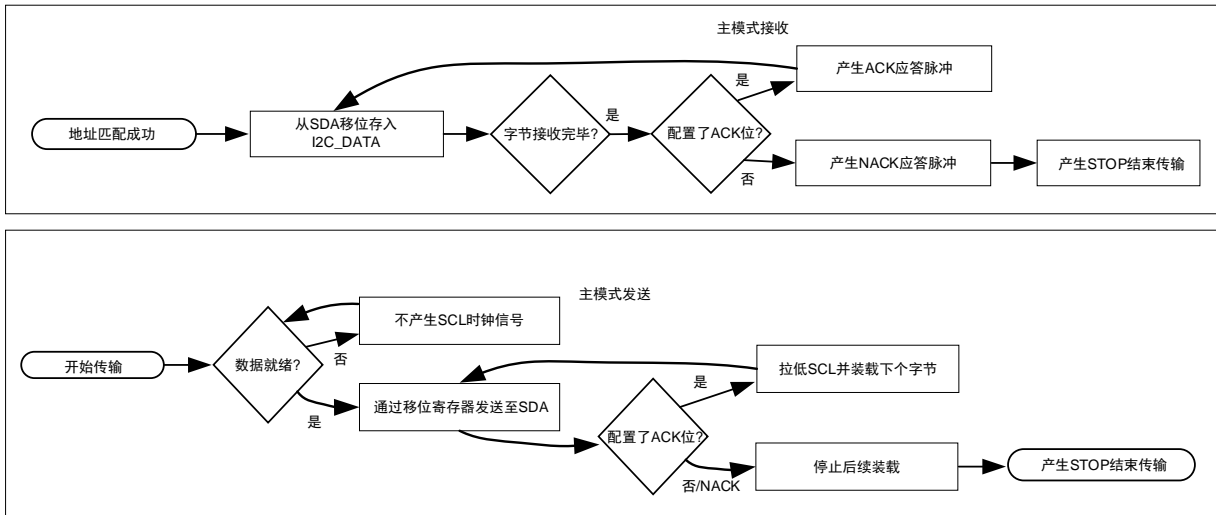 主模式接收
产生ACK应答脉冲
是
地址匹配成功
从SDA移位存入
I2C_DATA
字节接收完毕?
是
配置了ACK位?
否
产生NACK应答脉冲
产生STOP结束传输
主模式发送
不产生SCL时钟信号
开始传输
数据就绪?
否
是
通过移位寄存器发送至SDA
拉低SCL并装载下个字节
是
配置了ACK位?
否/NACK
停止后续装载
产生STOP结束传输